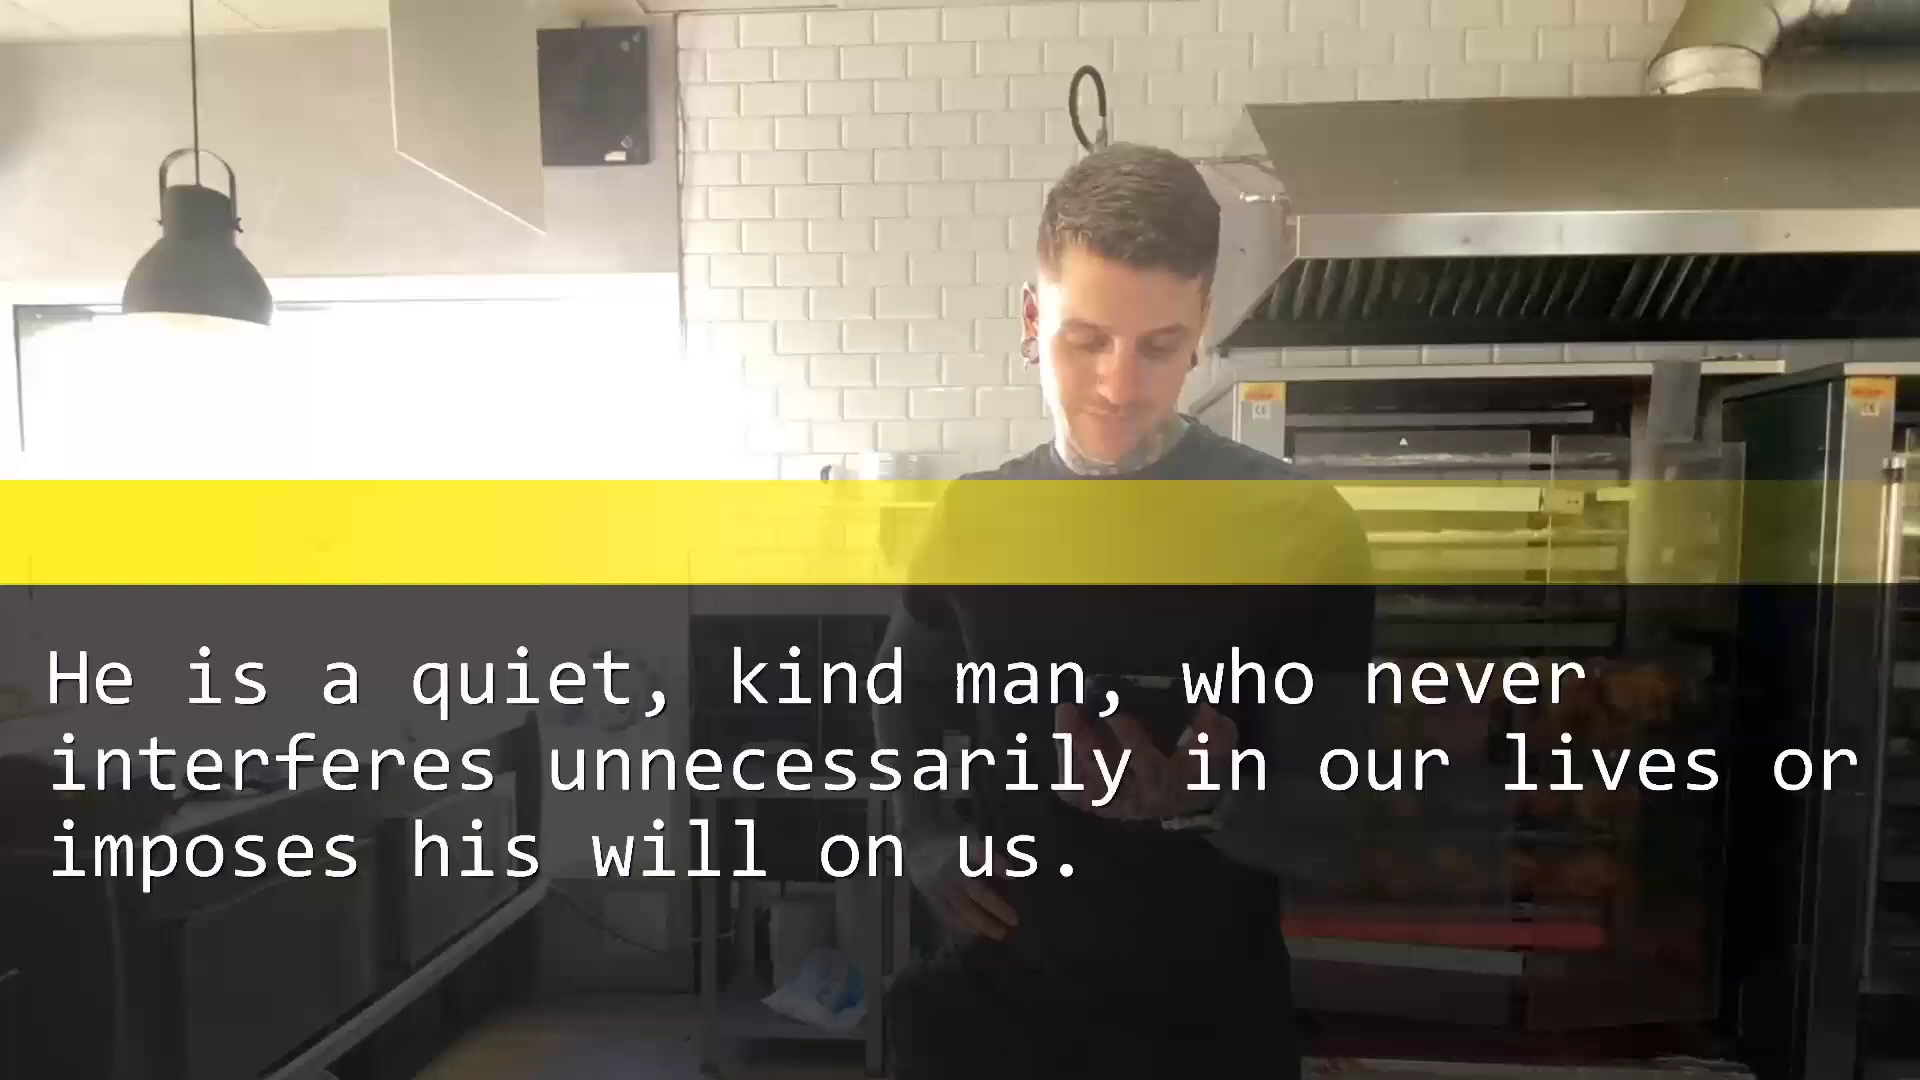 He is a quiet, kind man, who never
interferes unnecessarily in our lives or
imposes his will on us.